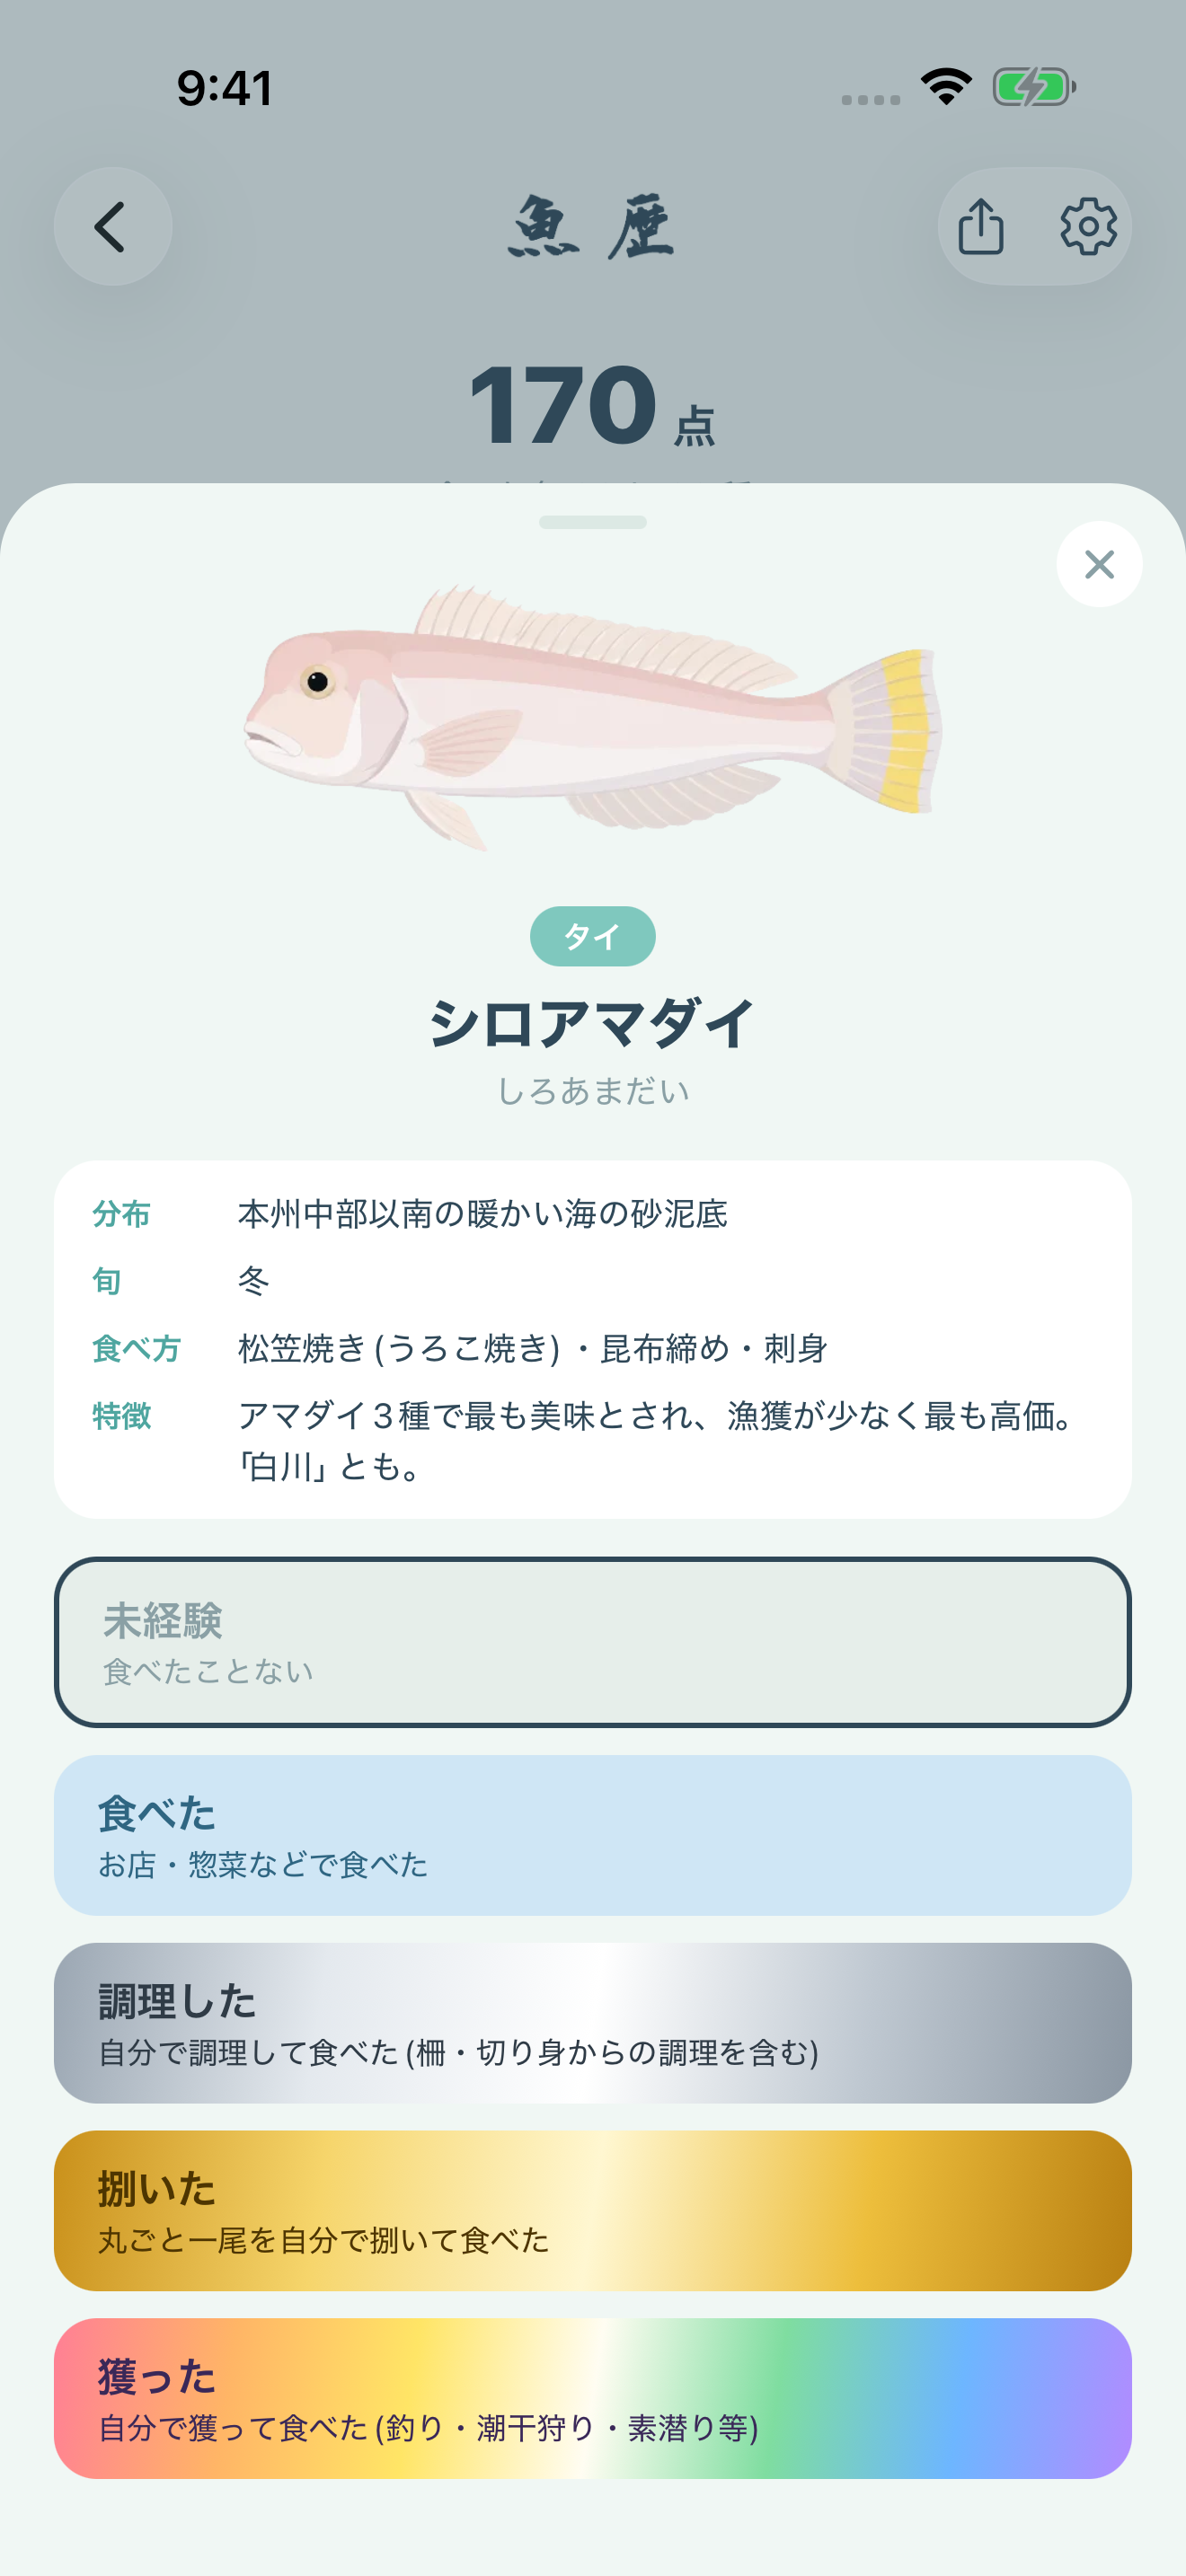 9:41
魚歴
170 点
タイ
シロアマダイ
しろあまだい
分布 本州中部以南の暖かい海の砂泥底
旬 冬
食べ方 松笠焼き(うろこ焼き)・昆布締め・刺身
特徴 アマダイ3種で最も美味とされ、漁獲が少なく最も高価。
「白川」とも。
未経験
食べたことない
食べた
お店・惣菜などで食べた
調理した
自分で調理して食べた(柵・切り身からの調理を含む)
捌いた
丸ごと一尾を自分で捌いて食べた
獲った
自分で獲って食べた(釣り・潮干狩り・素潜り等)